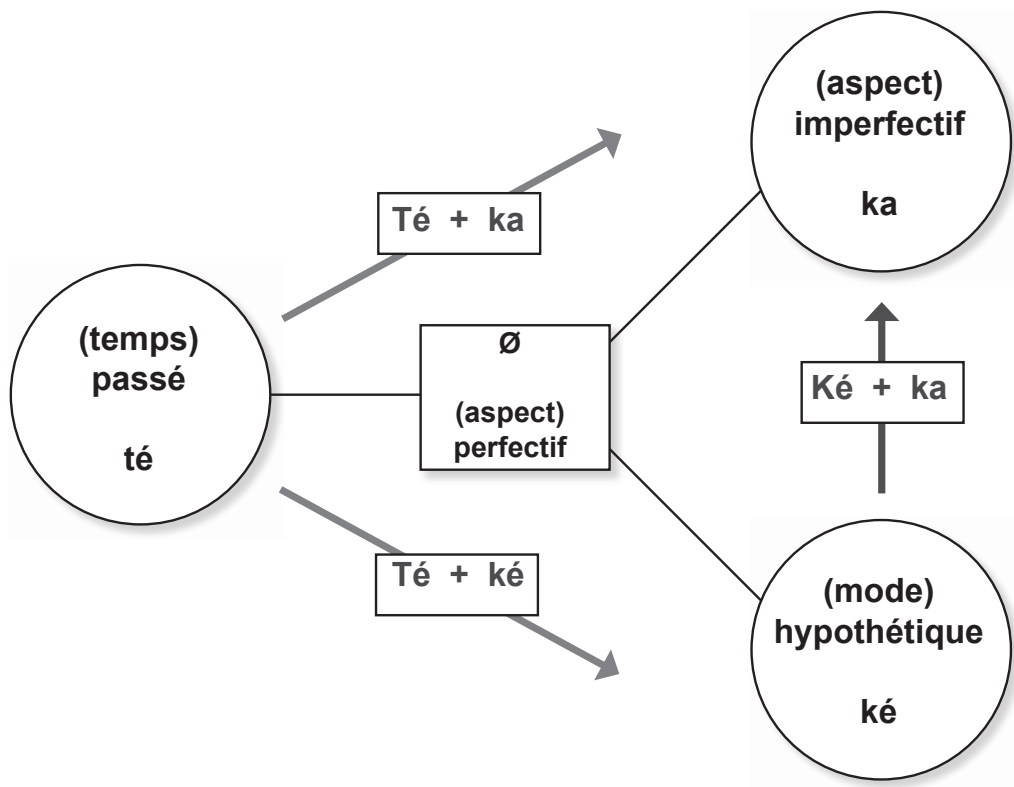 (aspect)
imperfectif
ka
Té + ka
(temps)
passé
té
Ø
(aspect)
perfectif
Ké + ka
Té + ké
(mode)
hypothétique
ké